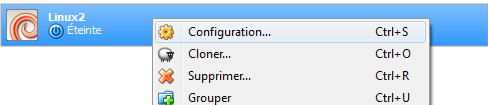 Linux2
Éteinte
Configuration... Ctrl+S
Cloner... Ctrl+O
Supprimer... Ctrl+R
Grouper Ctrl+U